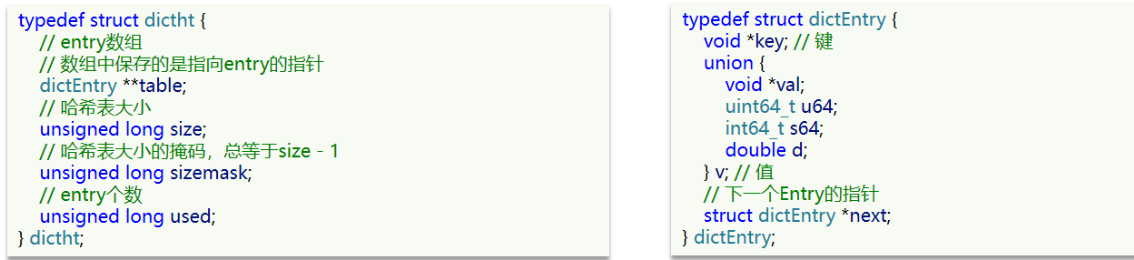 typedef struct dictht {
// entry数组
// 数组中保存的是指向entry的指针
dictEntry **table;
// 哈希表大小
unsigned long size;
// 哈希表大小的掩码，总等于size - 1
unsigned long sizemask;
// entry个数
unsigned long used;
} dictht;
typedef struct dictEntry {
void *key; // 键
union {
void *val;
uint64_t u64;
int64_t s64;
double d;
} v; // 值
// 下一个Entry的指针
struct dictEntry *next;
} dictEntry;